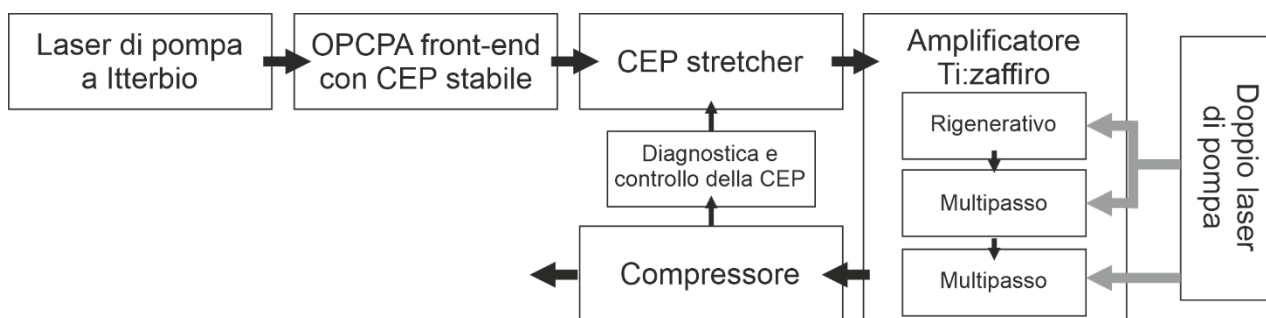 Laser di pompa
a Itterbio
OPCPA front-end
con CEP stabile
CEP stretcher
Amplificatore
Ti:zaffiro
Rigenerativo
Multipasso
Multipasso
Doppio laser
di pompa
Diagnostica e
controllo della CEP
Compressore